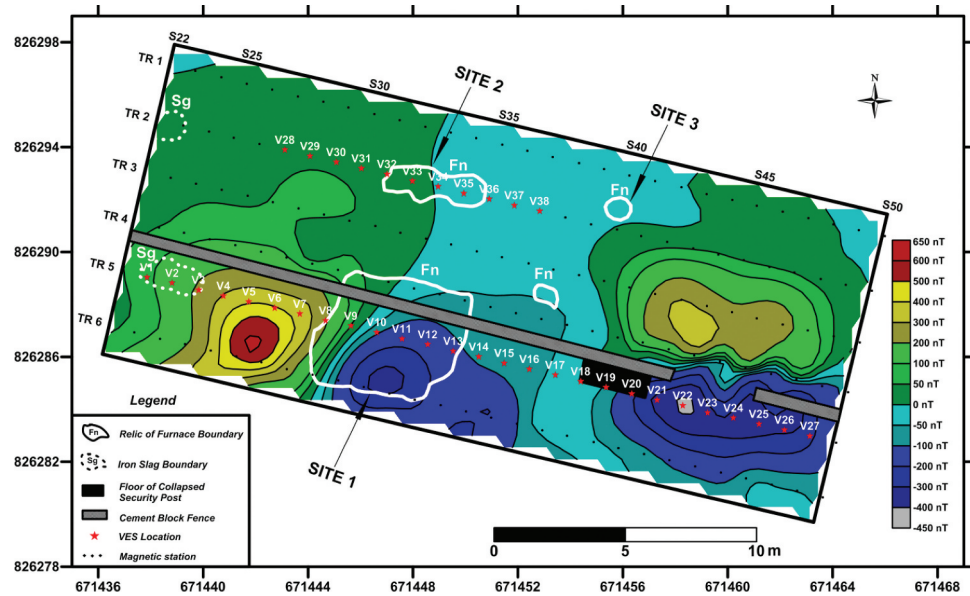 826298
826294
826290
826286
826282
826278
671436
671440
671444
671448
671452
671456
671460
671464
671468
S22
S25
S30
S35
S40
S45
S50
TR 1
TR 2
TR 3
TR 4
TR 5
TR 6
SITE 2
SITE 3
SITE 1
N
Sg
Sg
Fn
Fn
Fn
Fn
V28
V29
V30
V31
V32
V33
V34
V35
V36
V37
V38
V1
V2
V3
V4
V5
V6
V7
V8
V9
V10
V11
V12
V13
V14
V15
V16
V17
V18
V19
V20
V21
V22
V23
V24
V25
V26
V27
650 nT
600 nT
500 nT
400 nT
300 nT
200 nT
100 nT
50 nT
0 nT
-50 nT
-100 nT
-200 nT
-300 nT
-400 nT
-450 nT
Legend
Fn Relic of Furnace Boundary
Sg Iron Slag Boundary
Floor of Collapsed
Security Post
Cement Block Fence
VES Location
Magnetic station
0 5 10 m